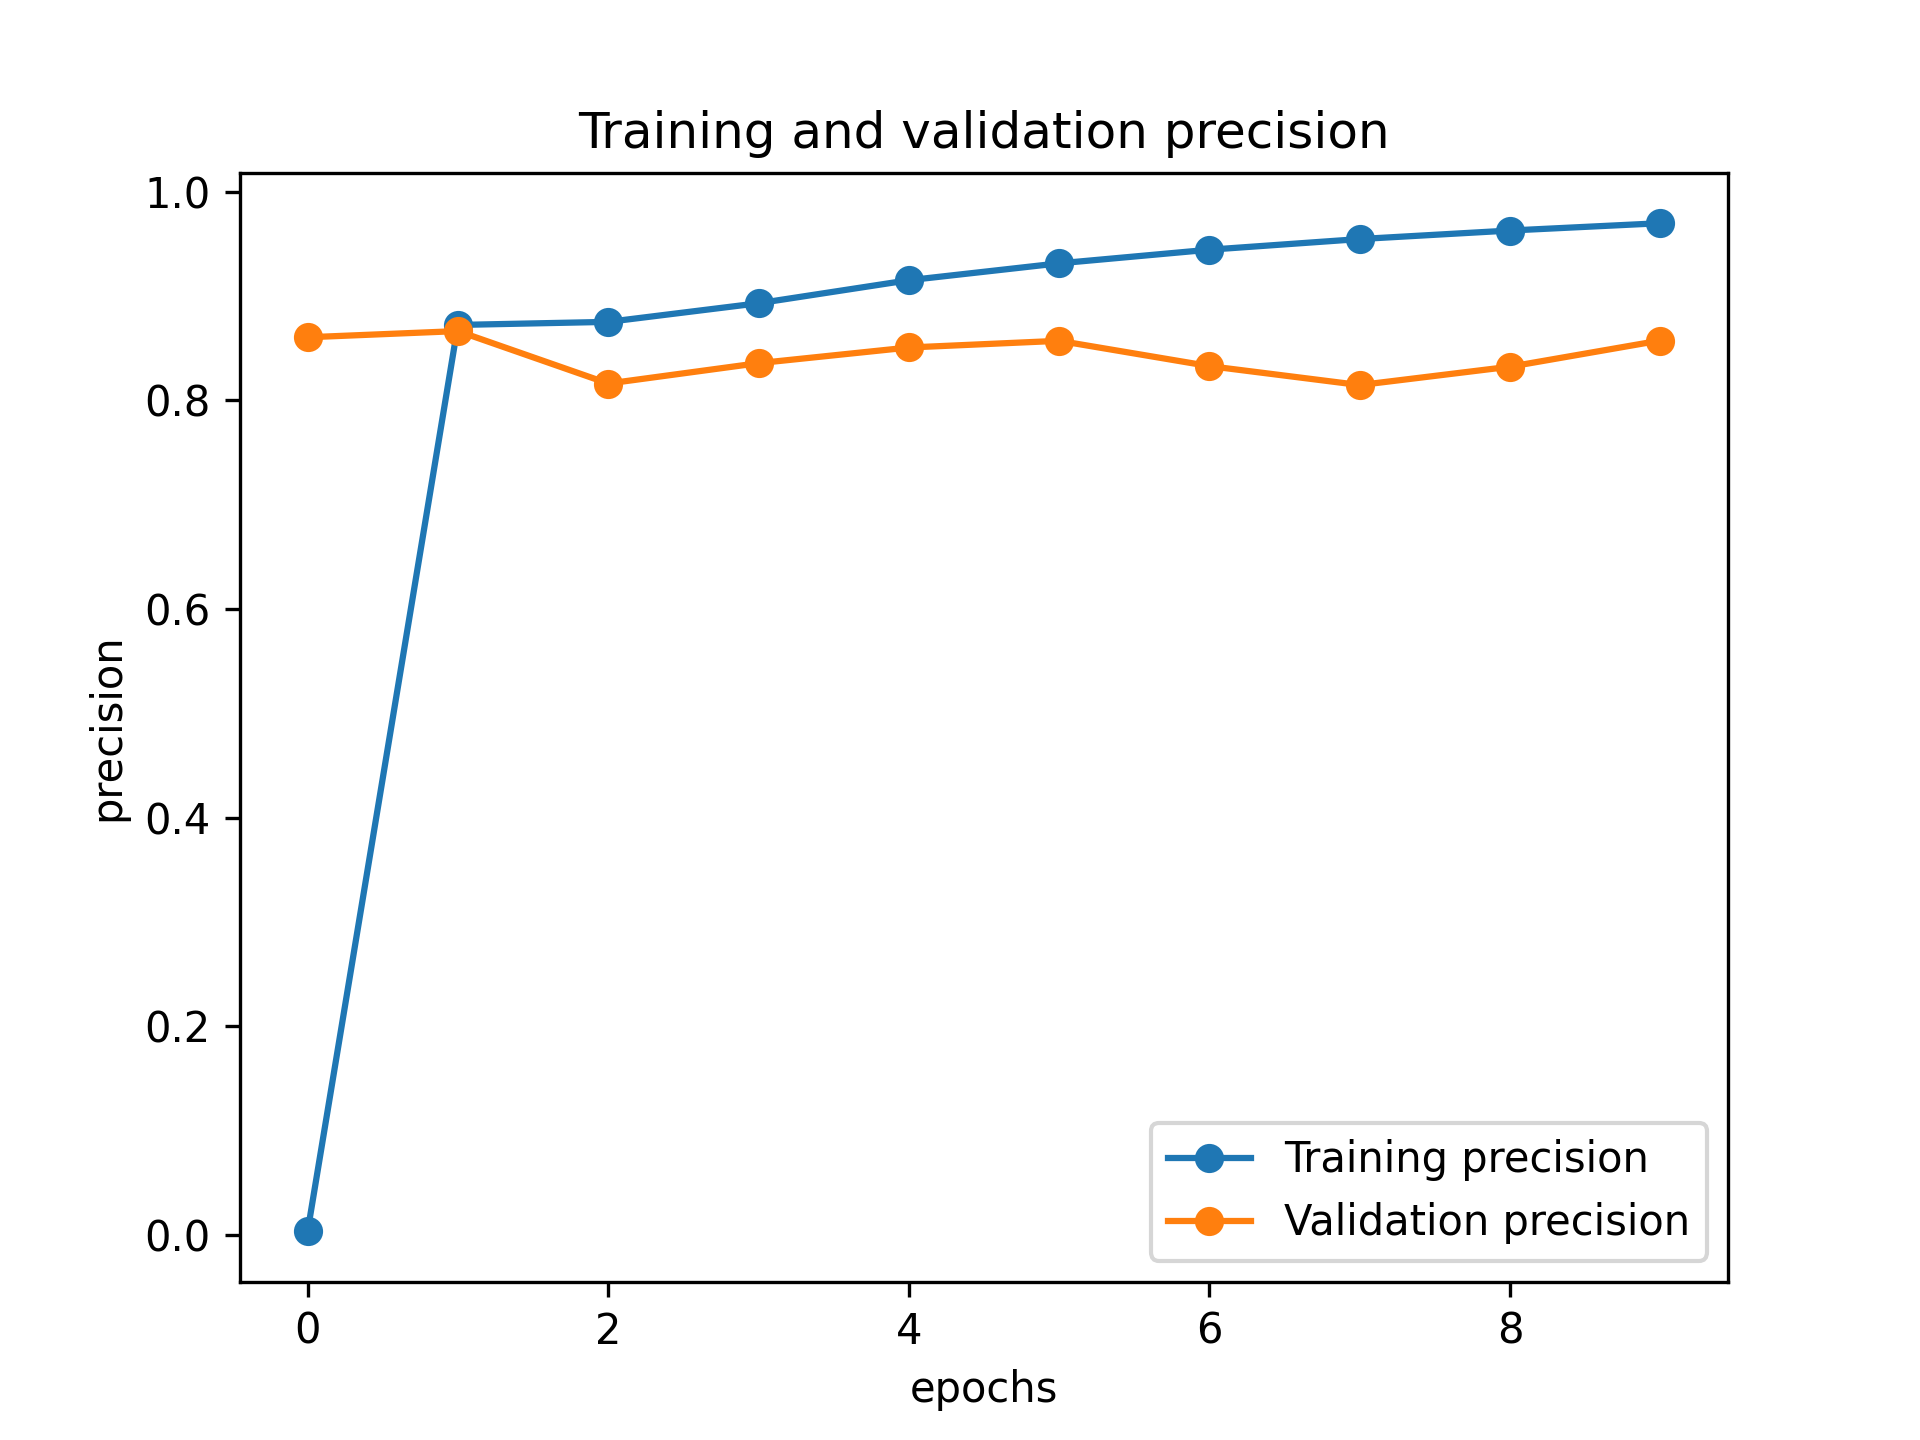 Training and validation precision
1.0
0.8
0.6
0.4
0.2
0.0
precision
0 2 4 6 8
epochs
Training precision
Validation precision